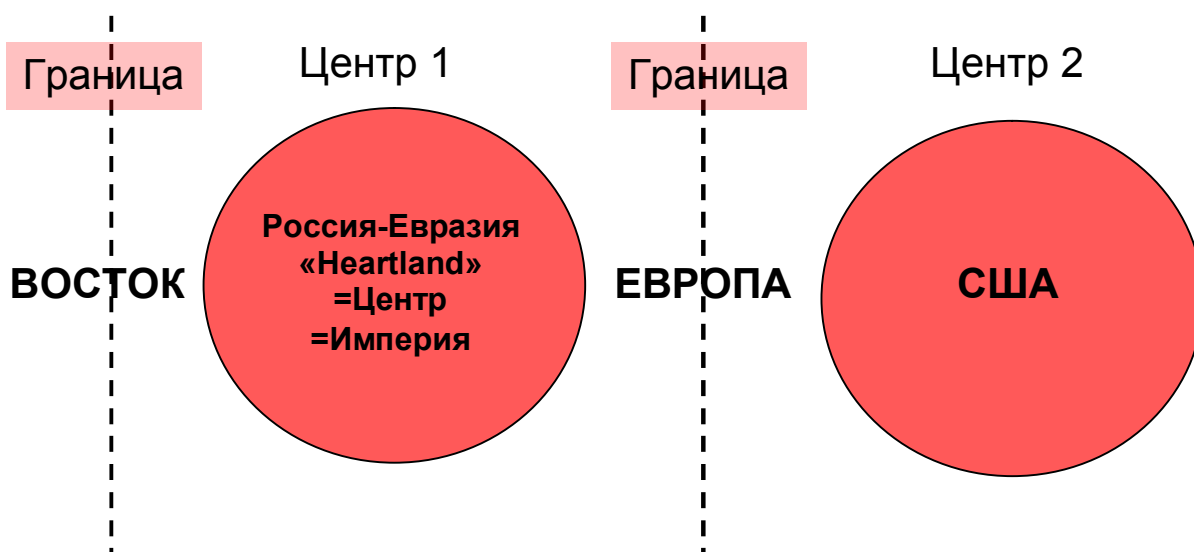 Граница
Центр 1
Граница
Центр 2
Россия-Евразия
«Heartland»
=Центр
=Империя
ВОСТОК
ЕВРОПА
США